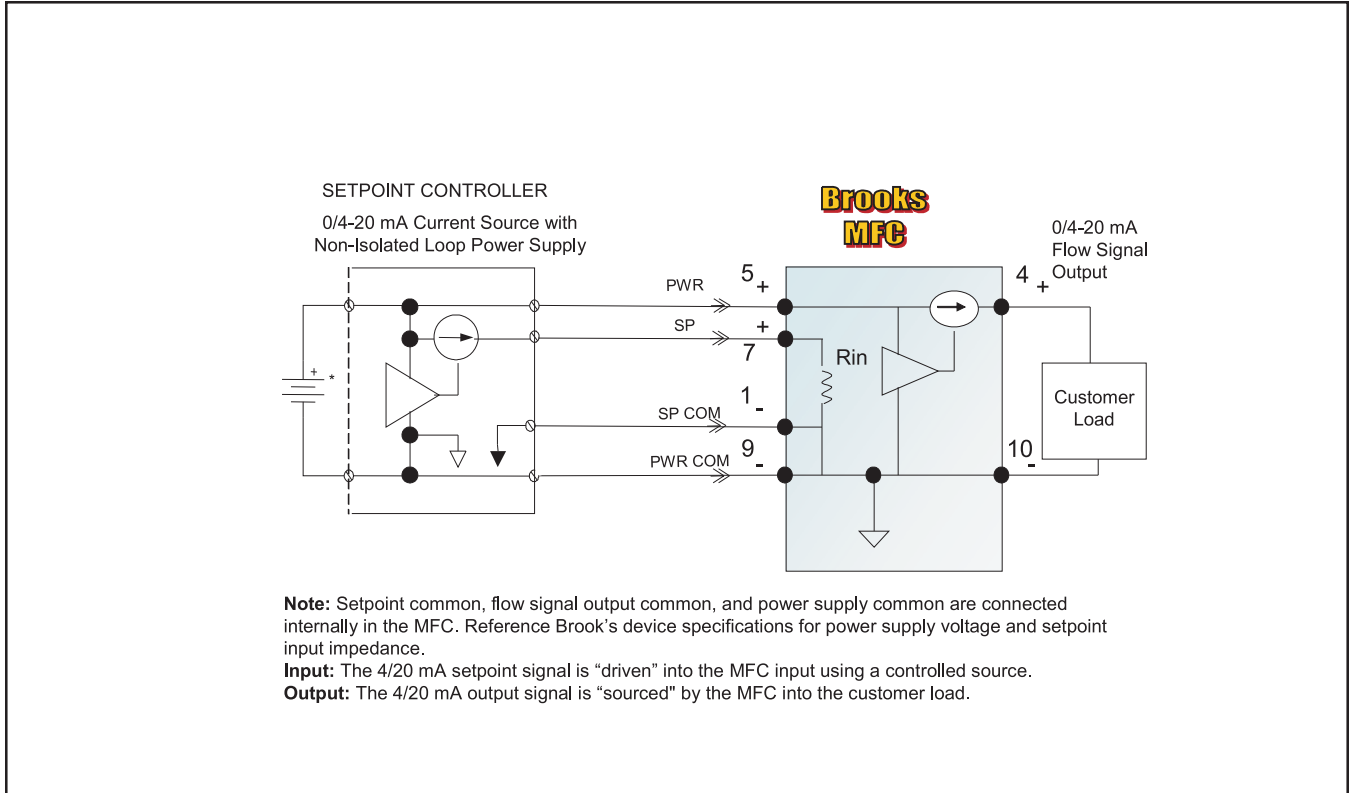 SETPOINT CONTROLLER
0/4-20 mA Current Source with
Non-Isolated Loop Power Supply
Brooks
MFC
0/4-20 mA
Flow Signal
Output
PWR
5
+
4
+
SP
+
7
Rin
+
*
1
-
SP COM
Customer
Load
9
-
PWR COM
10
-
Note: Setpoint common, flow signal output common, and power supply common are connected
internally in the MFC. Reference Brook's device specifications for power supply voltage and setpoint
input impedance.
Input: The 4/20 mA setpoint signal is “driven” into the MFC input using a controlled source.
Output: The 4/20 mA output signal is “sourced" by the MFC into the customer load.